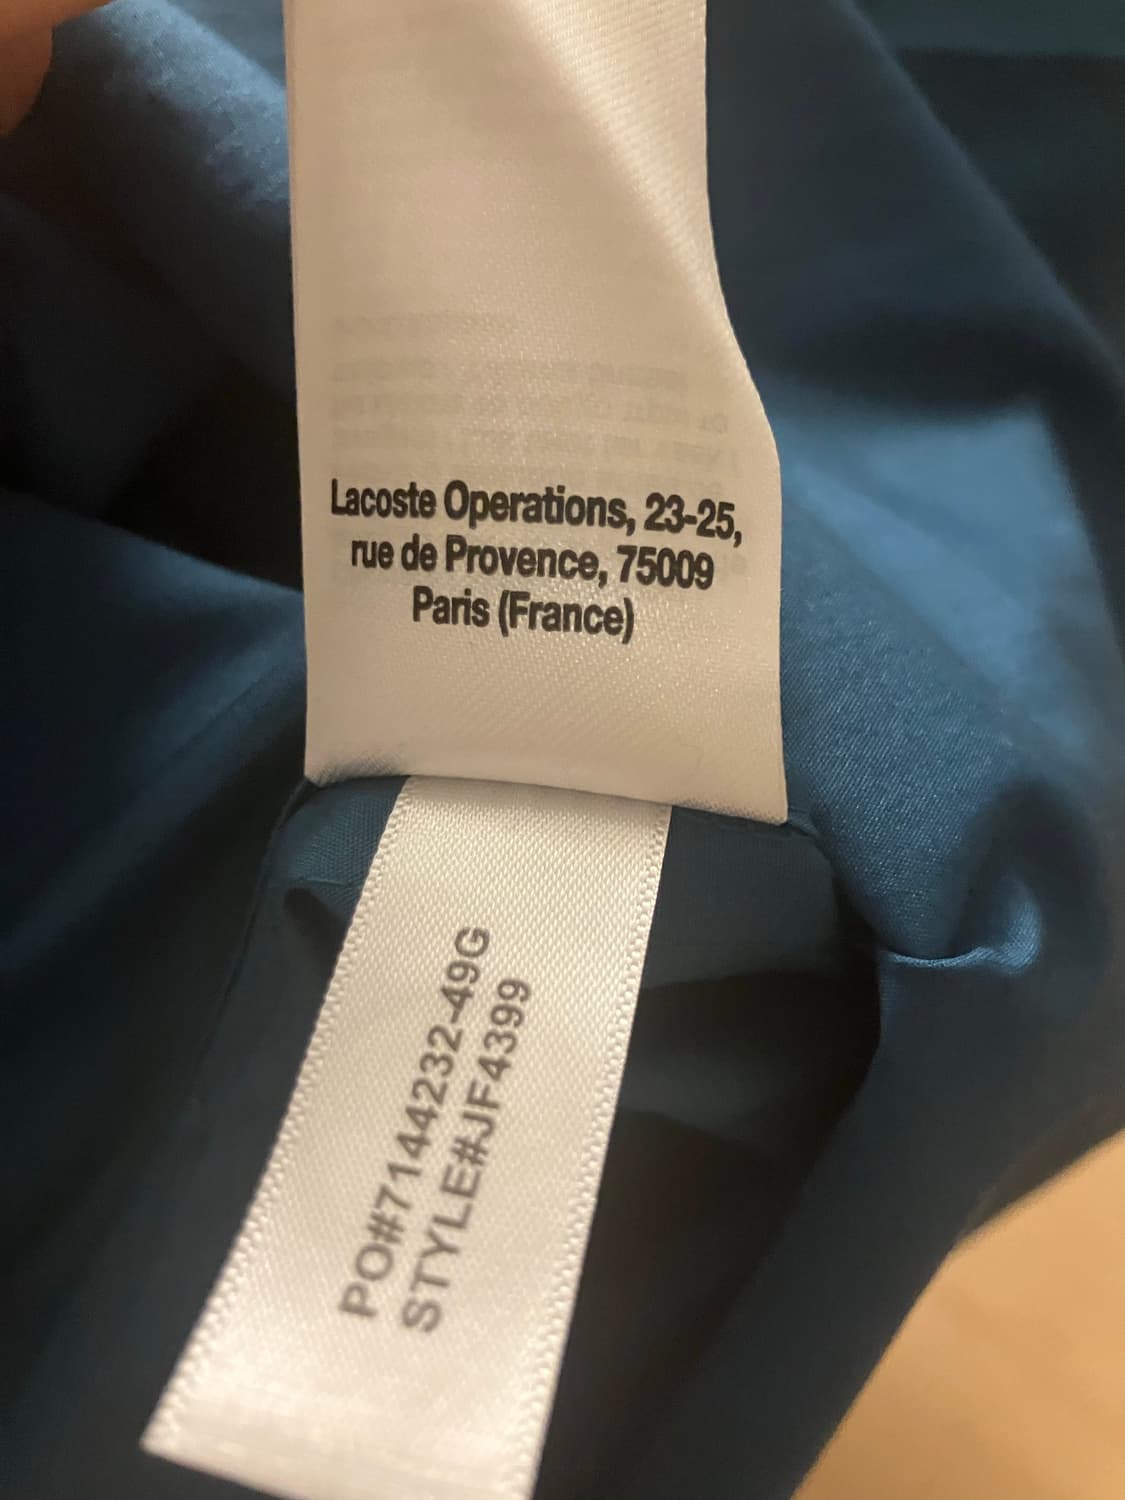 Lacoste Operations, 23-25,
rue de Provence, 75009
Paris (France)
PO#7144232-49G
STYLE#JF4399